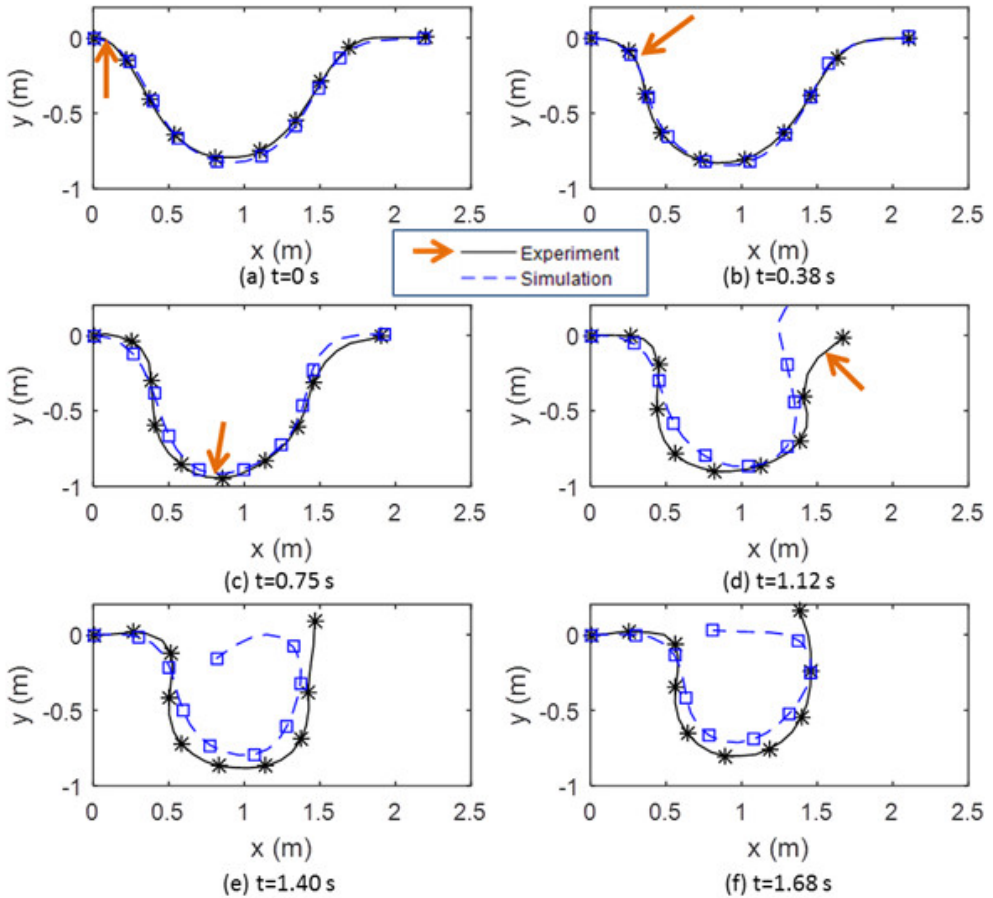 0
-0.5
-1
y (m)
0 0.5 1 1.5 2 2.5
x (m)
(a) t=0 s
0
-0.5
-1
y (m)
0 0.5 1 1.5 2 2.5
x (m)
(b) t=0.38 s
Experiment
Simulation
0
-0.5
-1
y (m)
0 0.5 1 1.5 2 2.5
x (m)
(c) t=0.75 s
0
-0.5
-1
y (m)
0 0.5 1 1.5 2 2.5
x (m)
(d) t=1.12 s
0
-0.5
-1
y (m)
0 0.5 1 1.5 2 2.5
x (m)
(e) t=1.40 s
0
-0.5
-1
y (m)
0 0.5 1 1.5 2 2.5
x (m)
(f) t=1.68 s